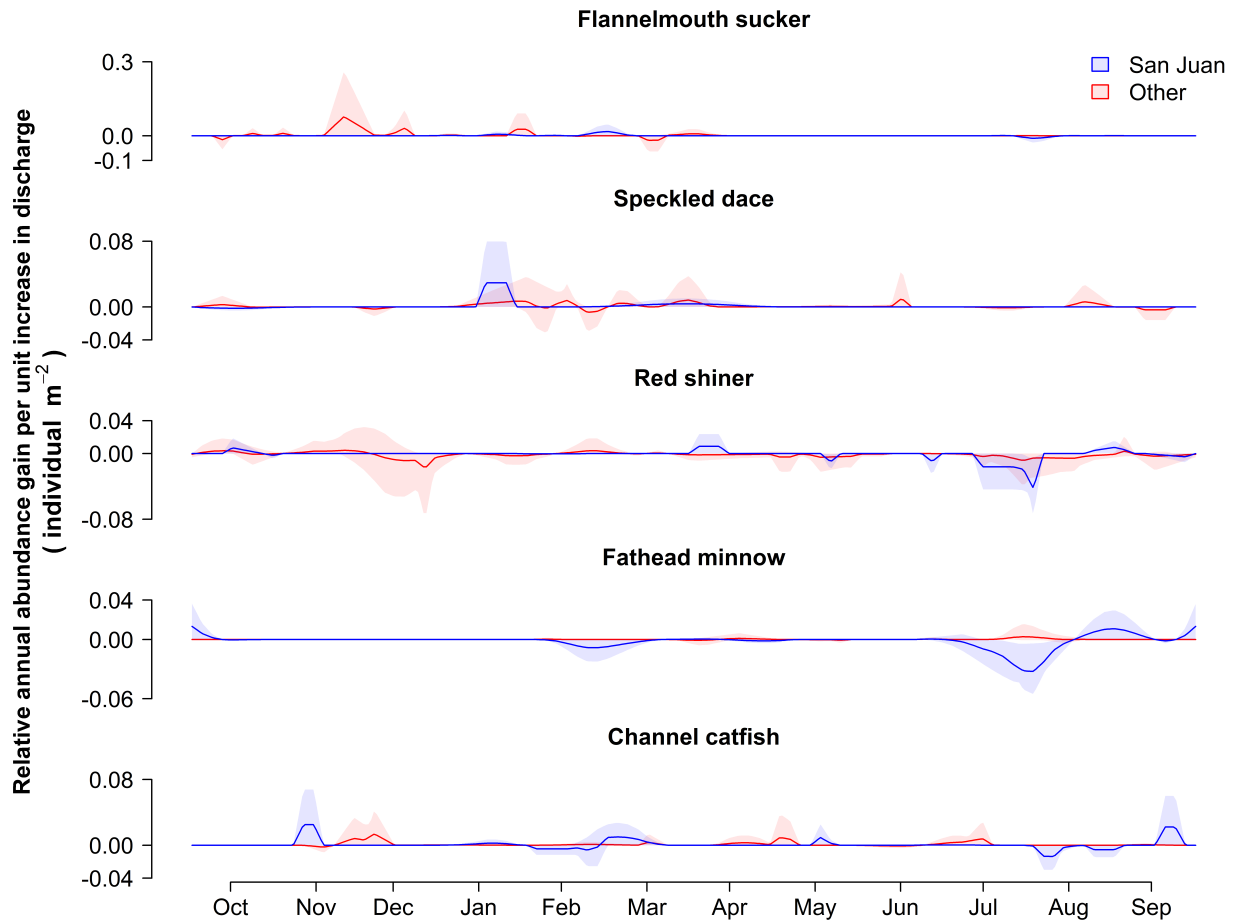 Flannelmouth sucker
0.3
0.0
-0.1
San Juan
Other
Speckled dace
0.08
0.00
-0.04
Red shiner
0.04
0.00
-0.08
Fathead minnow
0.04
0.00
-0.06
Channel catfish
0.08
0.00
-0.04
Oct Nov Dec Jan Feb Mar Apr May Jun Jul Aug Sep
Relative annual abundance gain per unit increase in discharge
( individual m⁻²)